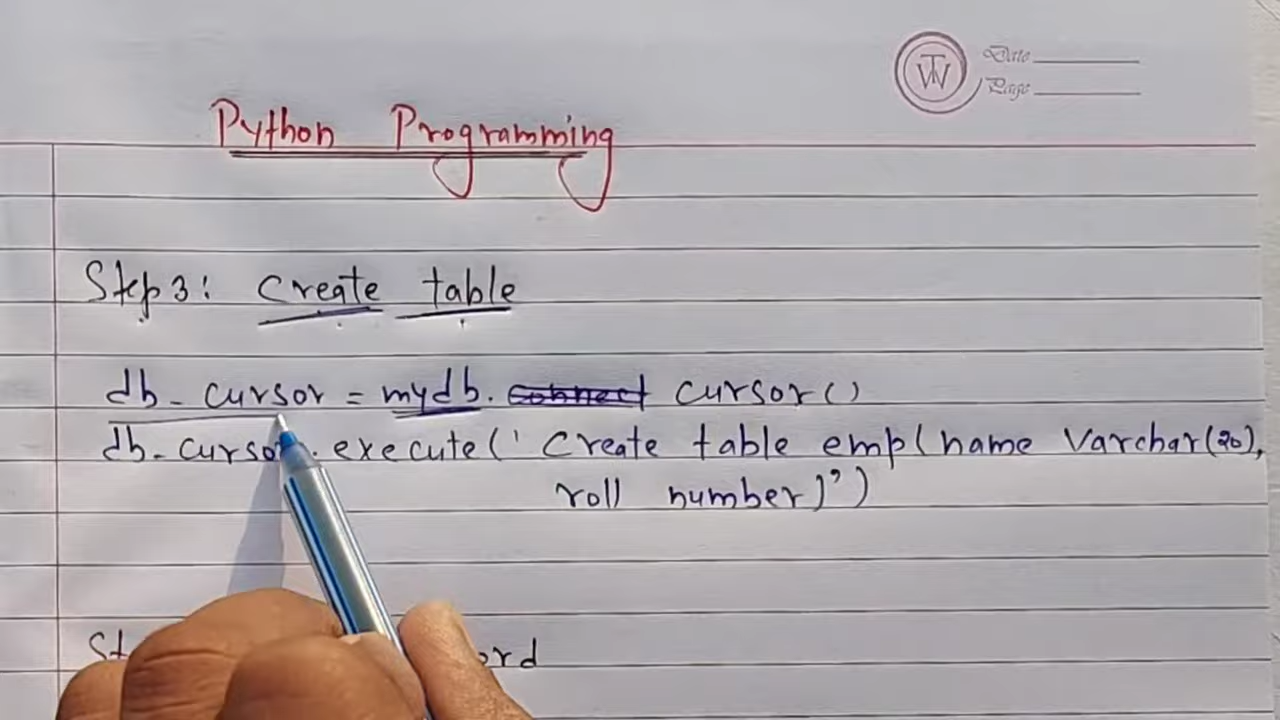 Date
Page
Python Programming
Step 3: Create table
db_cursor = mydb. connect cursor()
db_cursor.execute(' Create table emp(name Varchar(20),
roll number)')